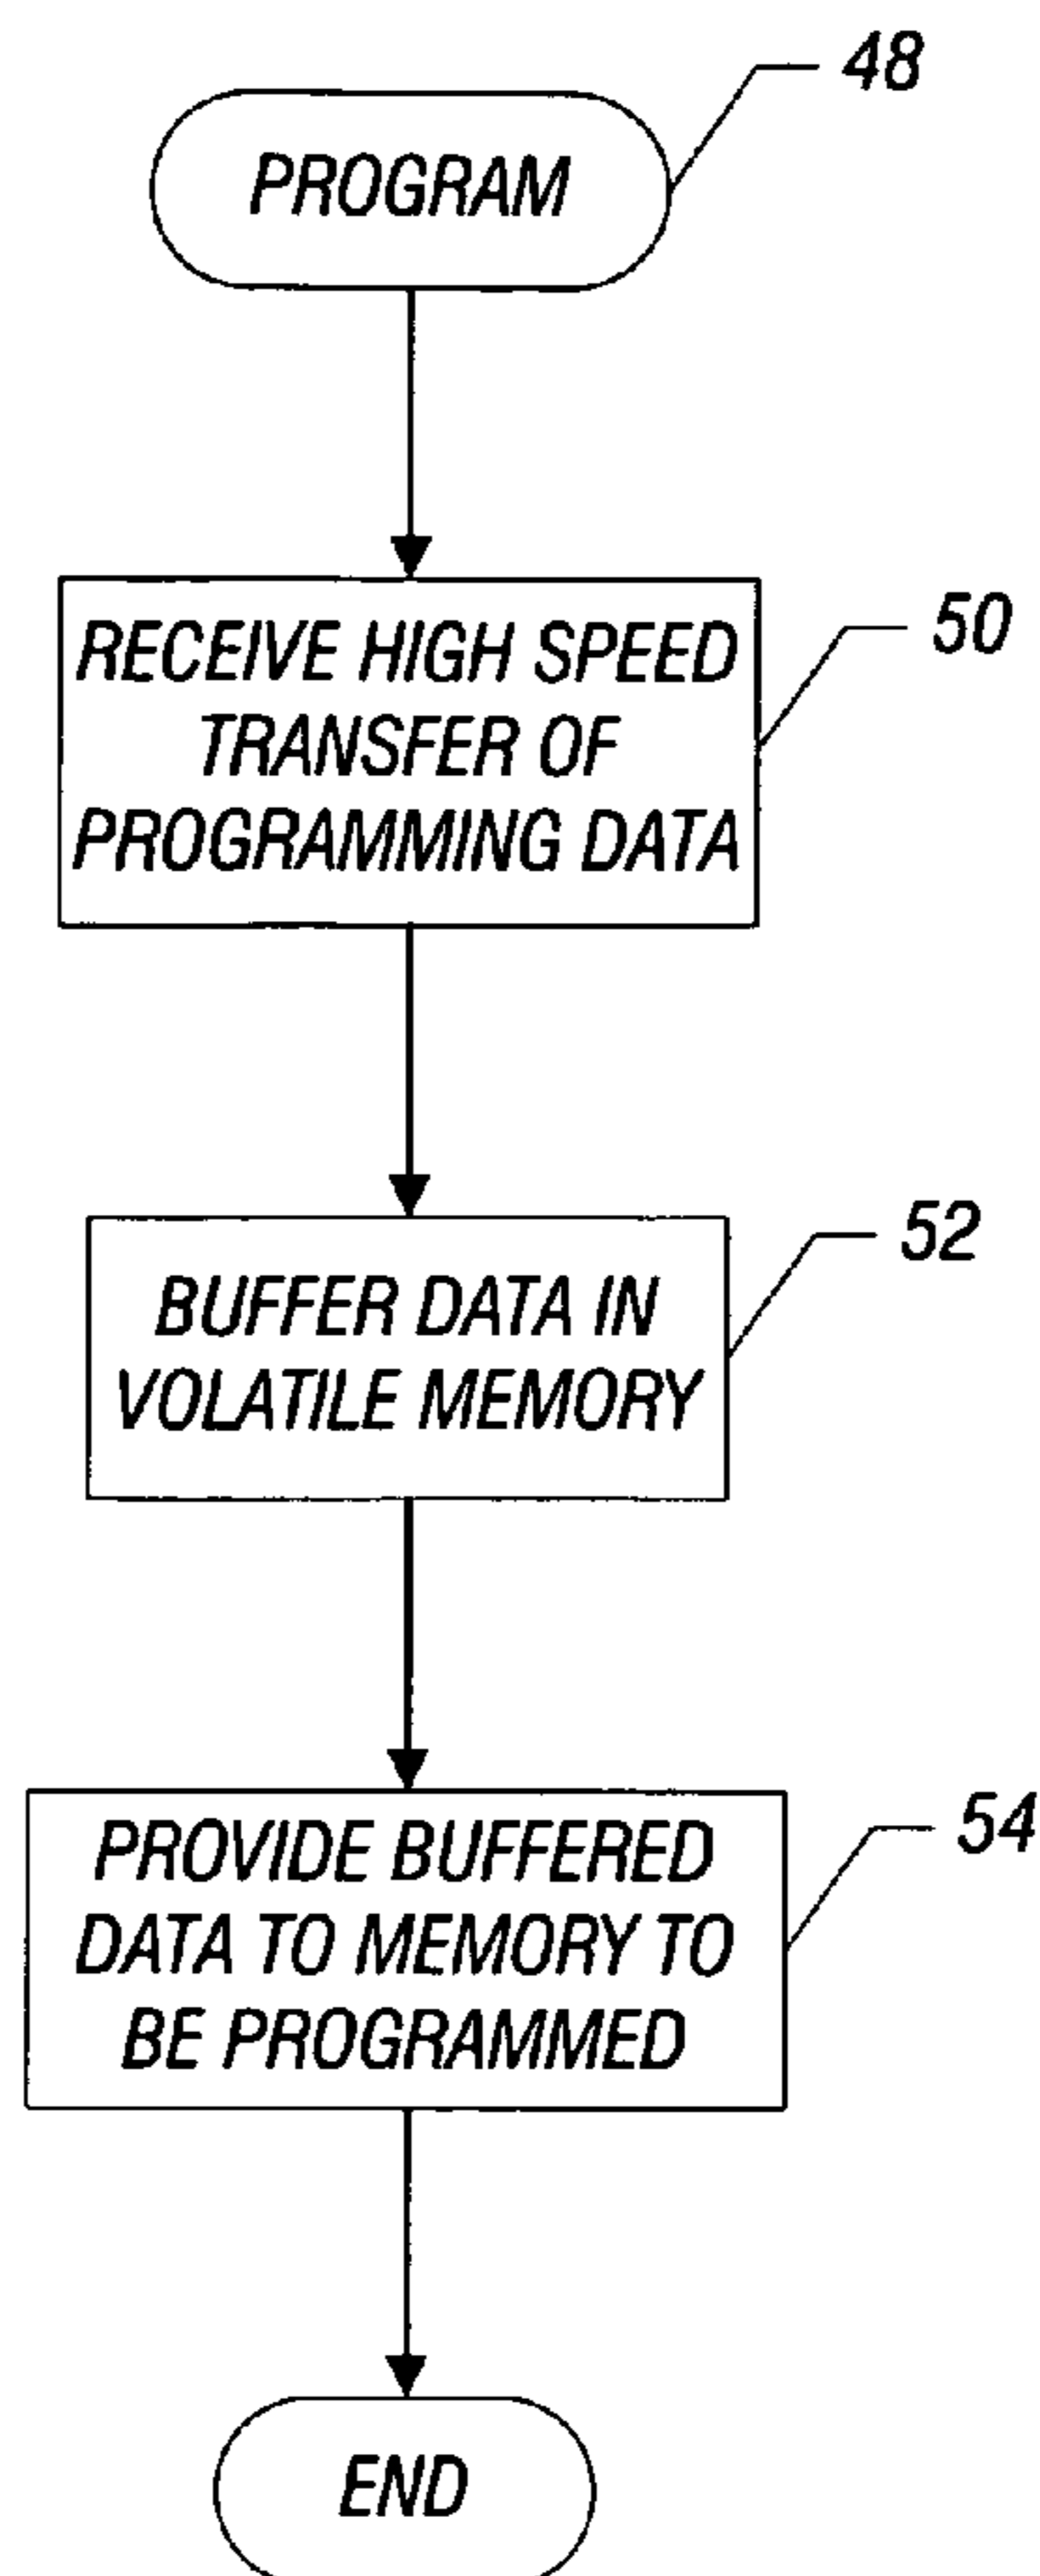 48
PROGRAM
50
RECEIVE HIGH SPEED
TRANSFER OF
PROGRAMMING DATA
52
BUFFER DATA IN
VOLATILE MEMORY
54
PROVIDE BUFFERED
DATA TO MEMORY TO
BE PROGRAMMED
END